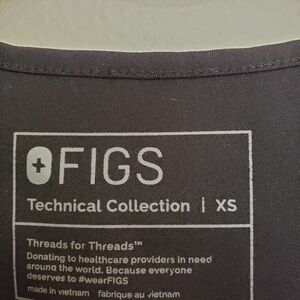 FIGS
Technical Collection | XS
Threads for Threads™
Donating to healthcare providers in need
around the world. Because everyone
deserves to #wearFIGS
made in vietnam fabriqué au vietnam